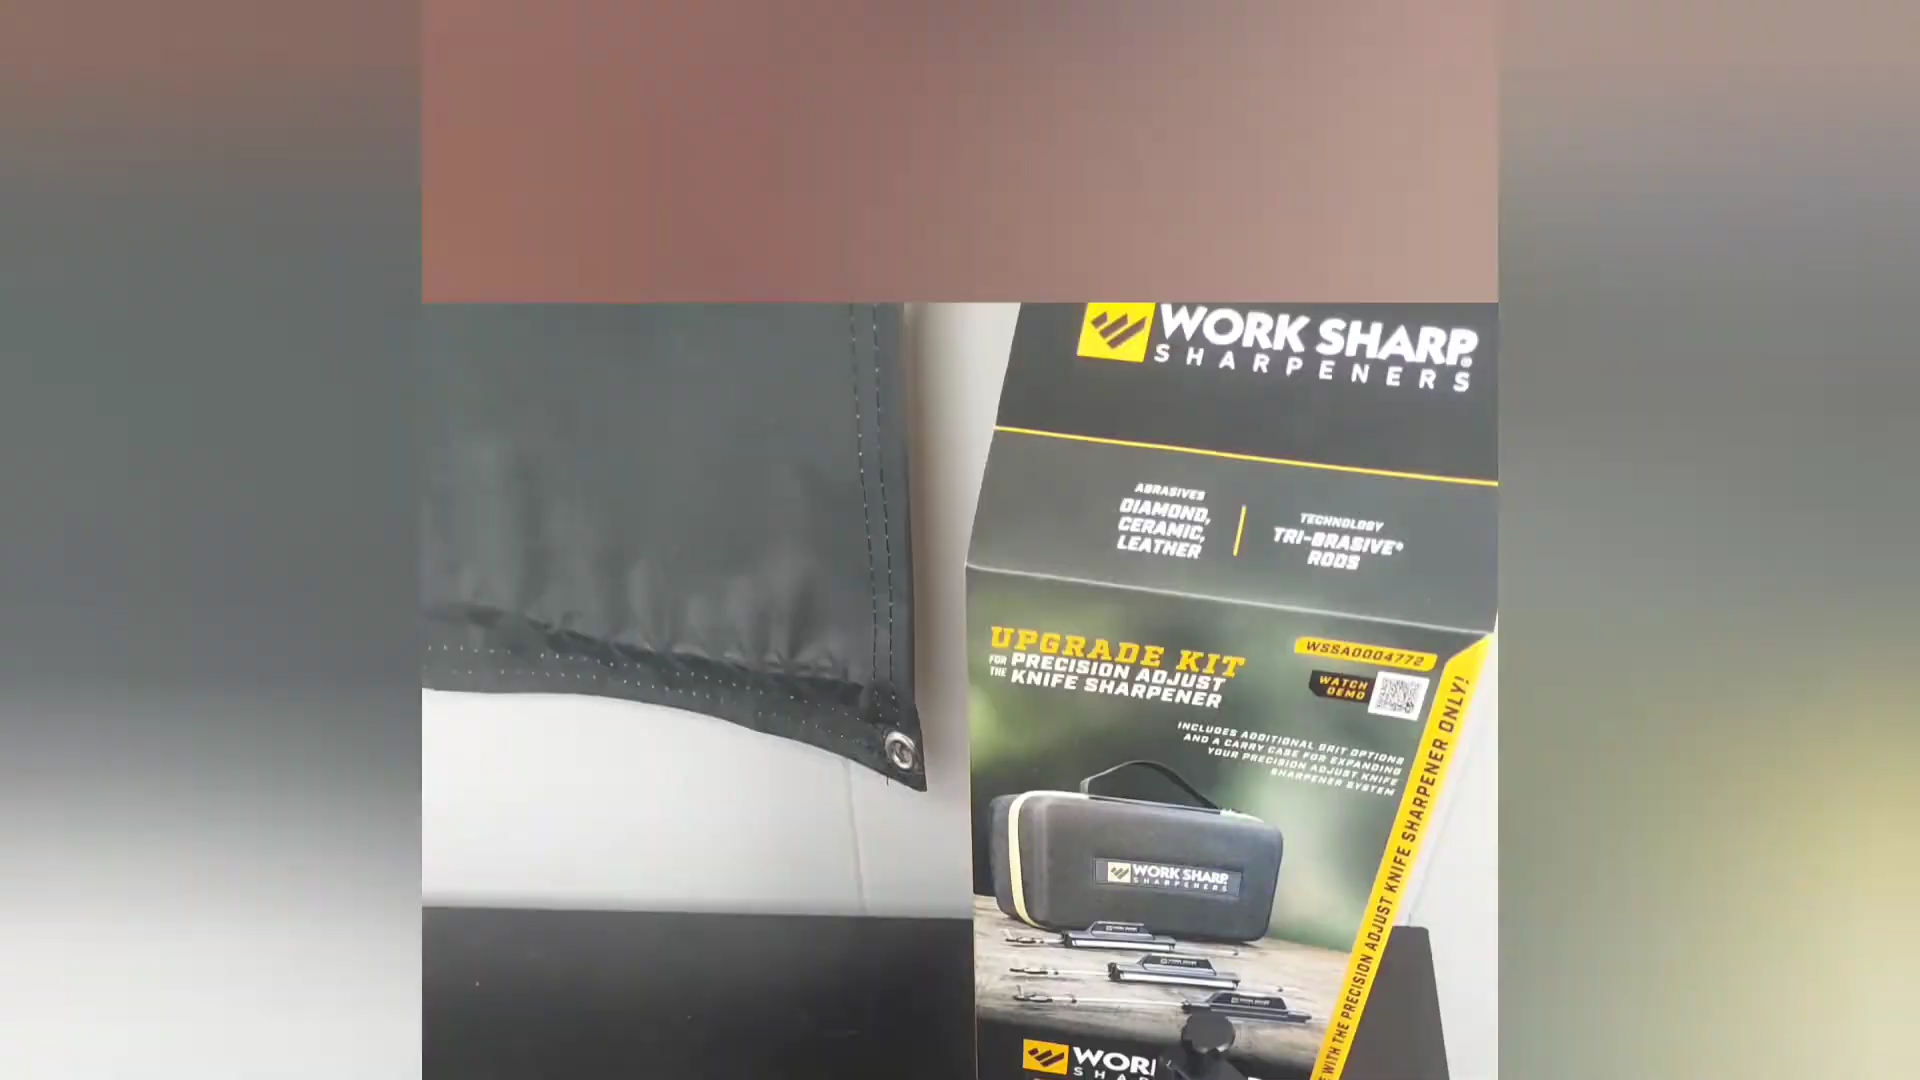 WORK SHARP®
SHARPENERS
ABRASIVES
DIAMOND,
CERAMIC,
LEATHER
TECHNOLOGY
TRI-BRASIVE®
RODS
UPGRADE KIT
FOR THE PRECISION ADJUST
KNIFE SHARPENER
WSSA0004772
WATCH
DEMO
INCLUDES ADDITIONAL GRIT OPTIONS
AND A CARRY CASE FOR EXPANDING
YOUR PRECISION ADJUST KNIFE
SHARPENER SYSTEM
WITH THE PRECISION ADJUST KNIFE SHARPENER ONLY!
WORK SHARP
SHARPENERS
WOR
SHAR